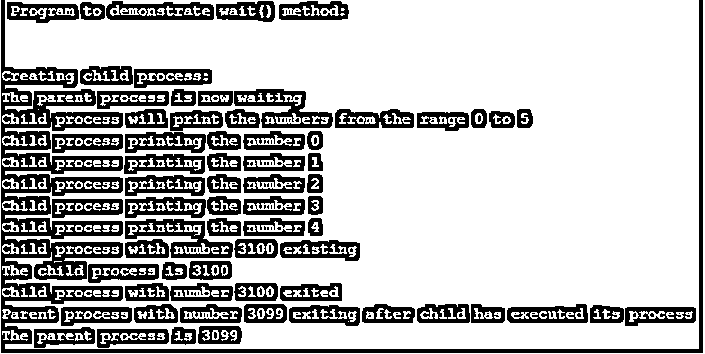 Program to demonstrate wait() method:
Creating child process:
The parent process is now waiting
Child process will print the numbers from the range 0 to 5
Child process printing the number 0
Child process printing the number 1
Child process printing the number 2
Child process printing the number 3
Child process printing the number 4
Child process with number 3100 existing
The child process is 3100
Child process with number 3100 exited
Parent process with number 3099 exiting after child has executed its process
The parent process is 3099